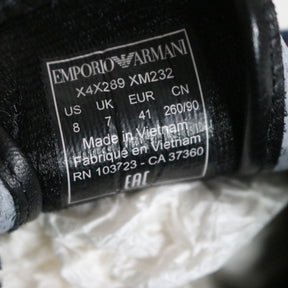 EMPORIO ARMANI
X4X289 XM232
US UK EUR CN
8 7 41 260/90
Made in Vietnam
Fabriqué en Vietnam
RN 103723 - CA 37360
EAC